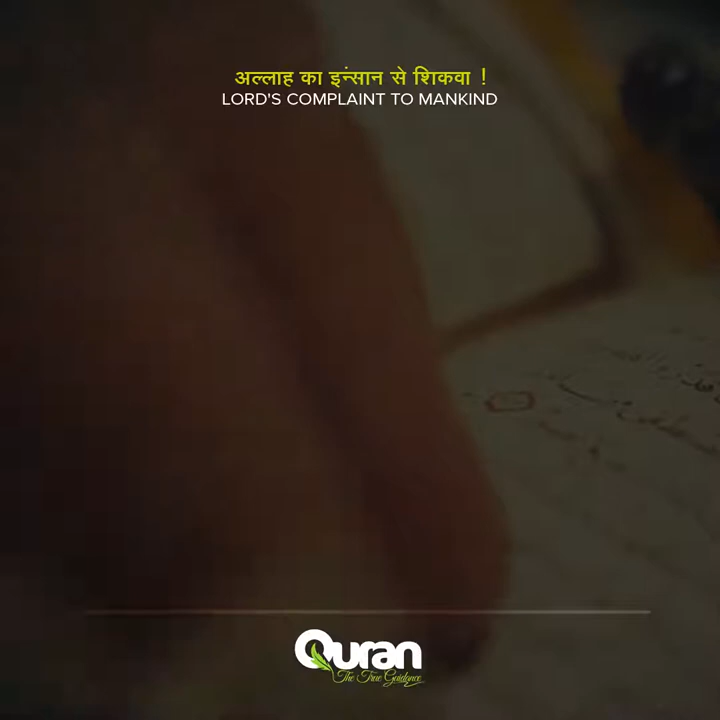 अल्लाह का इन्सान से शिकवा !
LORD'S COMPLAINT TO MANKIND
Quran
The True Guidance